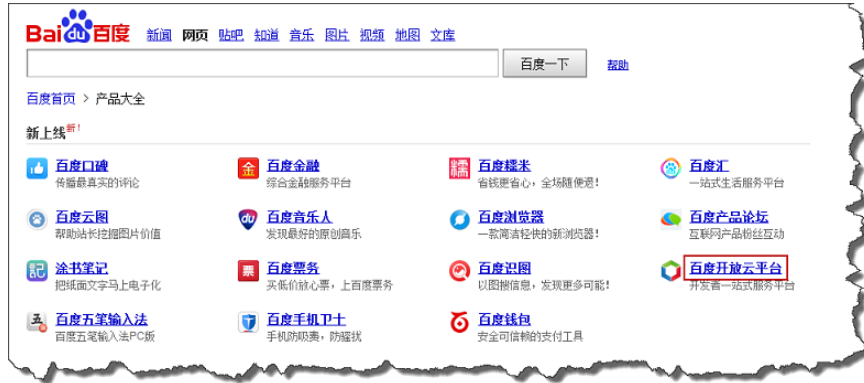 Bai du 百度 新闻 网页 贴吧 知道 音乐 图片 视频 地图 文库
百度一下 帮助
百度首页 > 产品大全
新上线 新!
百度口碑 金 百度金融 糯 百度糯米 百度汇
传播最真实的评论 综合金融服务平台 省钱更省心，全场随便退! 一站式生活服务平台
百度云图 du 百度音乐人 百度浏览器 百度产品论坛
帮助站长挖掘图片价值 发现最好的原创音乐 一款简洁轻快的新浏览器! 互联网产品粉丝互动
記 涂书笔记 票 百度票务 百度识图 百度开放云平台
把纸面文字马上电子化 买低价放心票，上百度票务 以图搜信息，发现更多可能! 开发者一站式服务平台
五 百度五笔输入法 百度手机卫士 百度钱包
百度五笔输入法PC版 手机防吸费，防骚扰 安全可信赖的支付工具